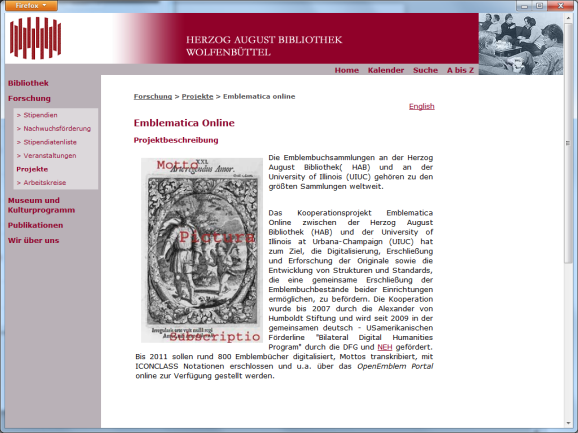 Firefox
HERZOG AUGUST BIBLIOTHEK
WOLFENBÜTTEL
Home Kalender Suche A bis Z
Bibliothek
Forschung
> Stipendien
> Nachwuchsförderung
> Stipendiatenliste
> Veranstaltungen
Projekte
> Arbeitskreise
Museum und
Kulturprogramm
Publikationen
Wir über uns
Forschung > Projekte > Emblematica online
English
Emblematica Online
Projektbeschreibung
Motto
XXI.
Pictura
Subscriptio
Die Emblembuchsammlungen an der Herzog
August Bibliothek( HAB) und an der
University of Illinois (UIUC) gehören zu den
größten Sammlungen weltweit.
Das Kooperationsprojekt Emblematica
Online zwischen der Herzog August
Bibliothek (HAB) und der University of
Illinois at Urbana-Champaign (UIUC) hat
zum Ziel, die Digitalisierung, Erschließung
und Erforschung der Originale sowie die
Entwicklung von Strukturen und Standards,
die eine gemeinsame Erschließung der
Emblembuchbestände beider Einrichtungen
ermöglichen, zu befördern. Die Kooperation
wurde bis 2007 durch die Alexander von
Humboldt Stiftung und wird seit 2009 in der
gemeinsamen deutsch - USamerikanischen
Förderlinie "Bilateral Digital Humanities
Program" durch die DFG und NEH gefördert.
Bis 2011 sollen rund 800 Emblembücher digitalisiert, Mottos transkribiert, mit
ICONCLASS Notationen erschlossen und u.a. über das OpenEmblem Portal
online zur Verfügung gestellt werden.